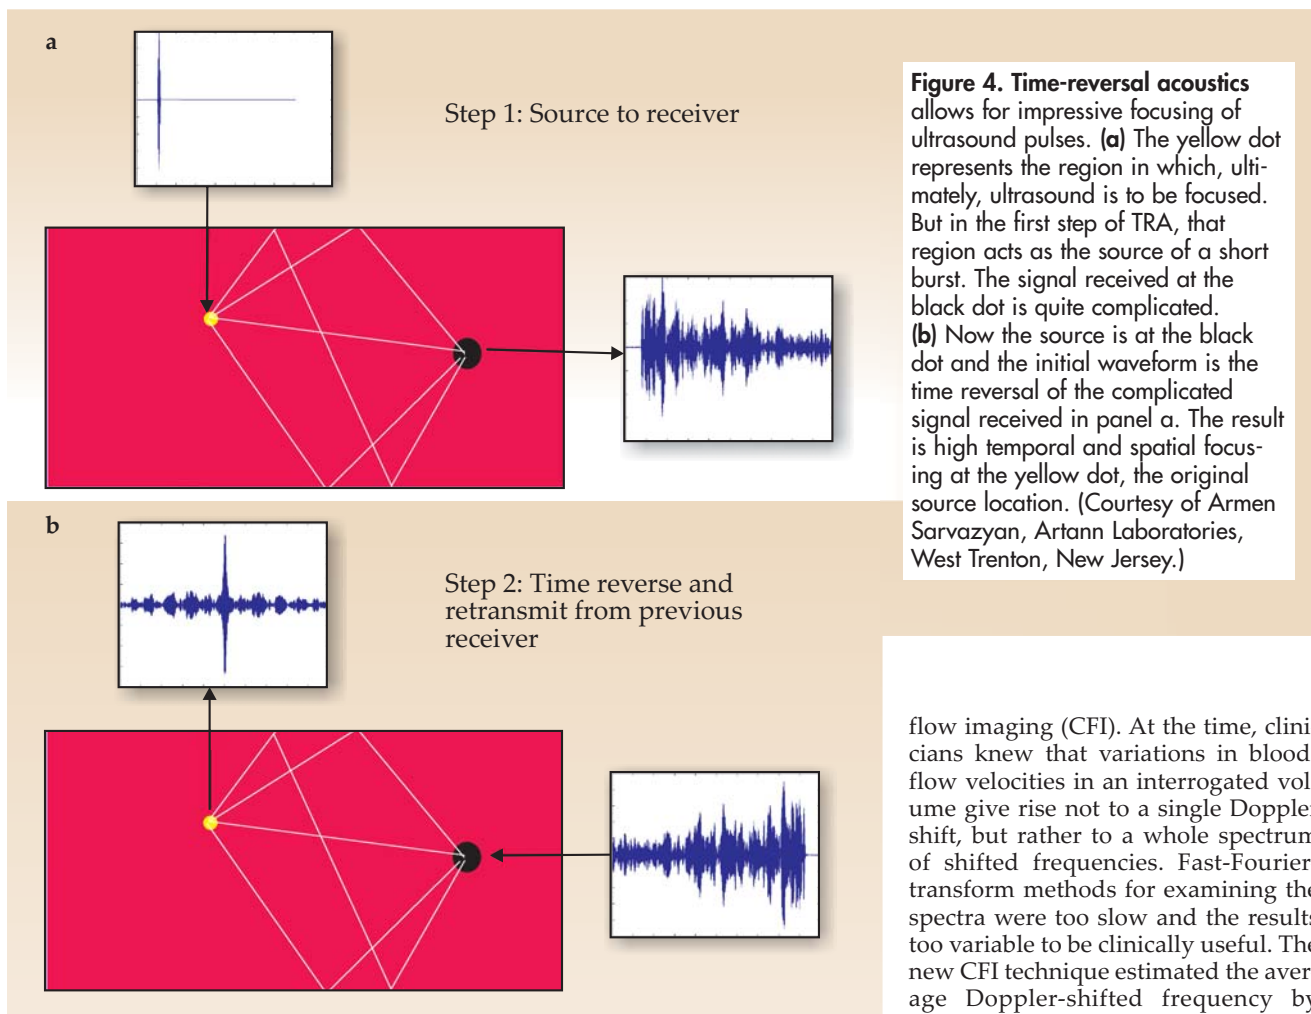 a
Step 1: Source to receiver
b
Step 2: Time reverse and
retransmit from previous
receiver
Figure 4. Time-reversal acoustics
allows for impressive focusing of
ultrasound pulses. (a) The yellow dot
represents the region in which, ulti-
mately, ultrasound is to be focused.
But in the first step of TRA, that
region acts as the source of a short
burst. The signal received at the
black dot is quite complicated.
(b) Now the source is at the black
dot and the initial waveform is the
time reversal of the complicated
signal received in panel a. The result
is high temporal and spatial focus-
ing at the yellow dot, the original
source location. (Courtesy of Armen
Sarvazyan, Artann Laboratories,
West Trenton, New Jersey.)
flow imaging (CFI). At the time, clini
cians knew that variations in blood
flow velocities in an interrogated vol
ume give rise not to a single Doppler
shift, but rather to a whole spectrum
of shifted frequencies. Fast-Fourier
transform methods for examining the
spectra were too slow and the results
too variable to be clinically useful. The
new CFI technique estimated the aver
age Doppler-shifted frequency by